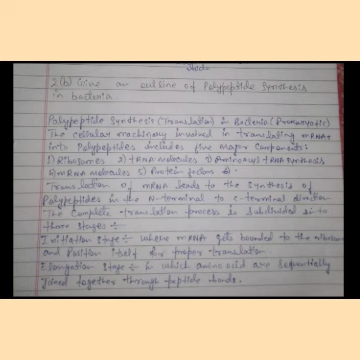 2(b) Give an outline of Polypeptide Synthesis
in bacteria
Polypeptide Synthesis (Translation) in Bacteria (Prokaryotic)
The cellular machinery involved in translating mRNAs
into Polypeptides includes five major Components:
1) Ribosomes 2) tRNA molecules 3) Aminoacyl tRNA synthesis
4) mRNA molecules 5) Protein factors
Translation of mRNA leads to the synthesis of
Polypeptides in the N-terminal to C-terminal direction
The Complete translation process is Subdivided into
three stages ÷
Initiation stage ÷ where mRNA gets bounded to the ribosome
and Position itself for proper translation.
Elongation stage ÷ in which amino acid are sequentially
Joined together through peptide bonds.